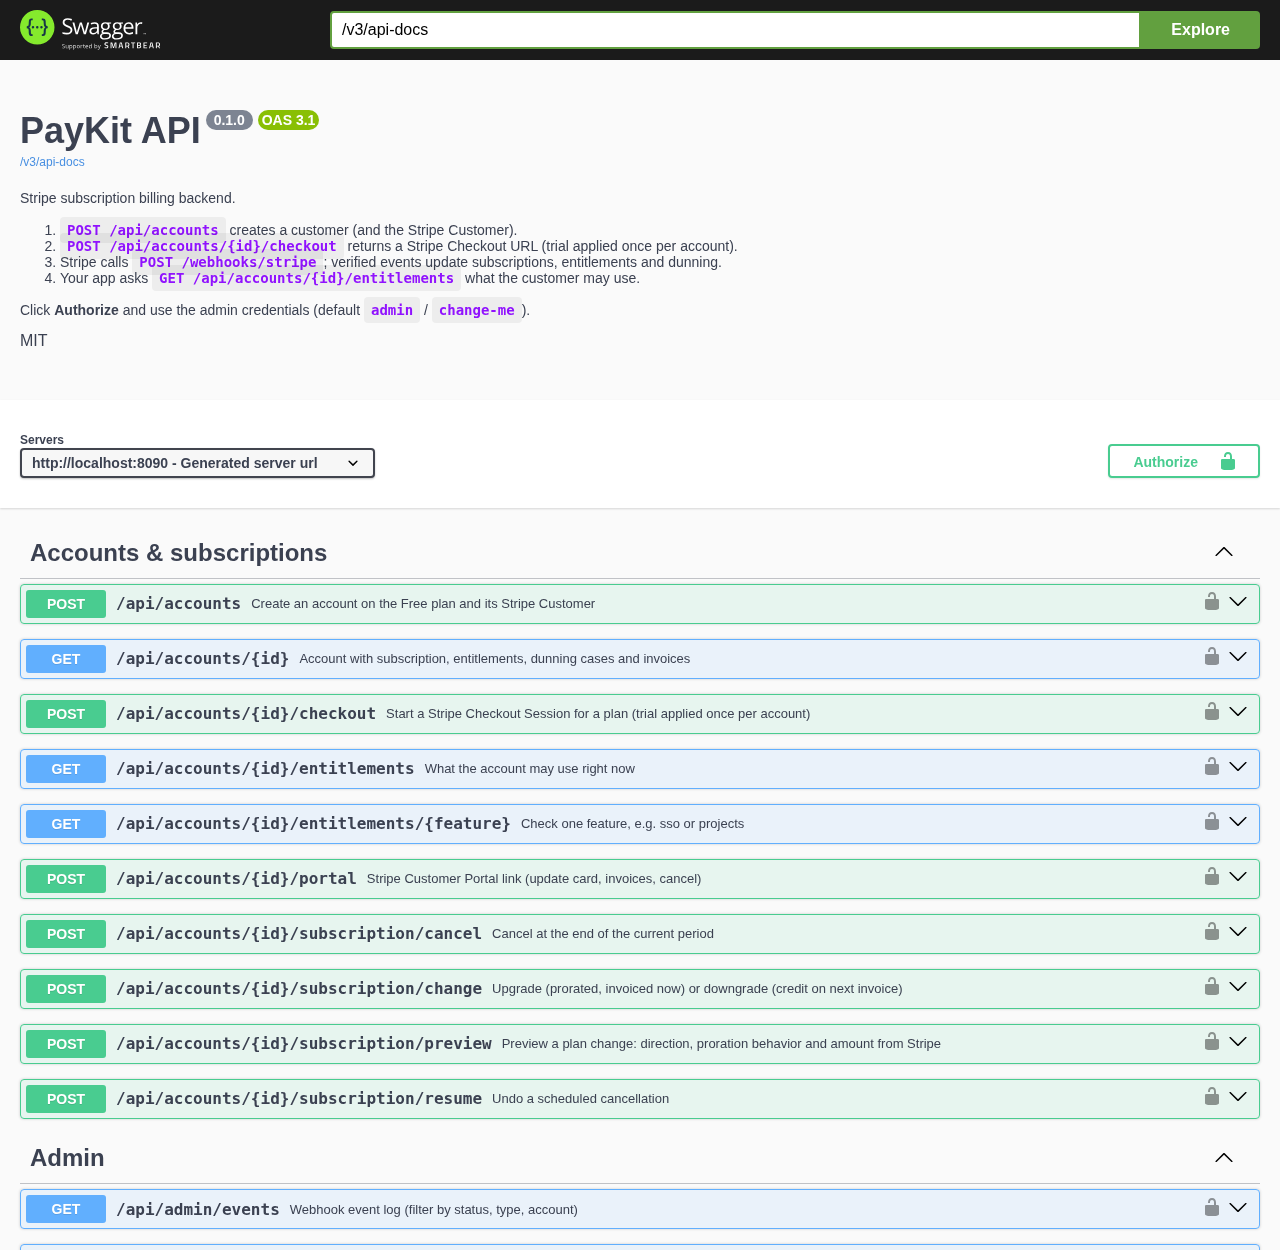 Swagger
Supported by SMARTBEAR
/v3/api-docs
Explore
PayKit API 0.1.0 OAS 3.1
/v3/api-docs
Stripe subscription billing backend.
1. POST /api/accounts creates a customer (and the Stripe Customer).
2. POST /api/accounts/{id}/checkout returns a Stripe Checkout URL (trial applied once per account).
3. Stripe calls POST /webhooks/stripe ; verified events update subscriptions, entitlements and dunning.
4. Your app asks GET /api/accounts/{id}/entitlements what the customer may use.
Click Authorize and use the admin credentials (default admin / change-me ).
MIT
Servers
http://localhost:8090 - Generated server url
Authorize
Accounts & subscriptions
POST /api/accounts Create an account on the Free plan and its Stripe Customer
GET /api/accounts/{id} Account with subscription, entitlements, dunning cases and invoices
POST /api/accounts/{id}/checkout Start a Stripe Checkout Session for a plan (trial applied once per account)
GET /api/accounts/{id}/entitlements What the account may use right now
GET /api/accounts/{id}/entitlements/{feature} Check one feature, e.g. sso or projects
POST /api/accounts/{id}/portal Stripe Customer Portal link (update card, invoices, cancel)
POST /api/accounts/{id}/subscription/cancel Cancel at the end of the current period
POST /api/accounts/{id}/subscription/change Upgrade (prorated, invoiced now) or downgrade (credit on next invoice)
POST /api/accounts/{id}/subscription/preview Preview a plan change: direction, proration behavior and amount from Stripe
POST /api/accounts/{id}/subscription/resume Undo a scheduled cancellation
Admin
GET /api/admin/events Webhook event log (filter by status, type, account)